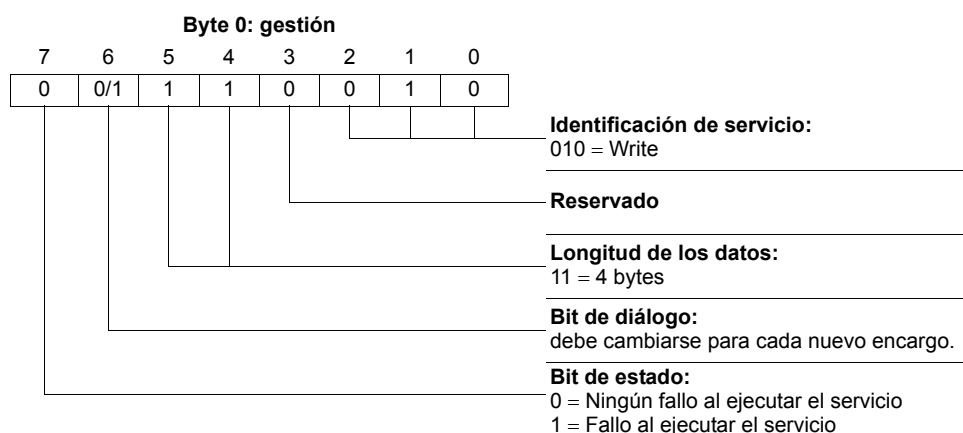 Byte 0: gestión
7 6 5 4 3 2 1 0
0 0/1 1 1 0 0 1 0
Identificación de servicio:
010 = Write
Reservado
Longitud de los datos:
11 = 4 bytes
Bit de diálogo:
debe cambiarse para cada nuevo encargo.
Bit de estado:
0 = Ningún fallo al ejecutar el servicio
1 = Fallo al ejecutar el servicio